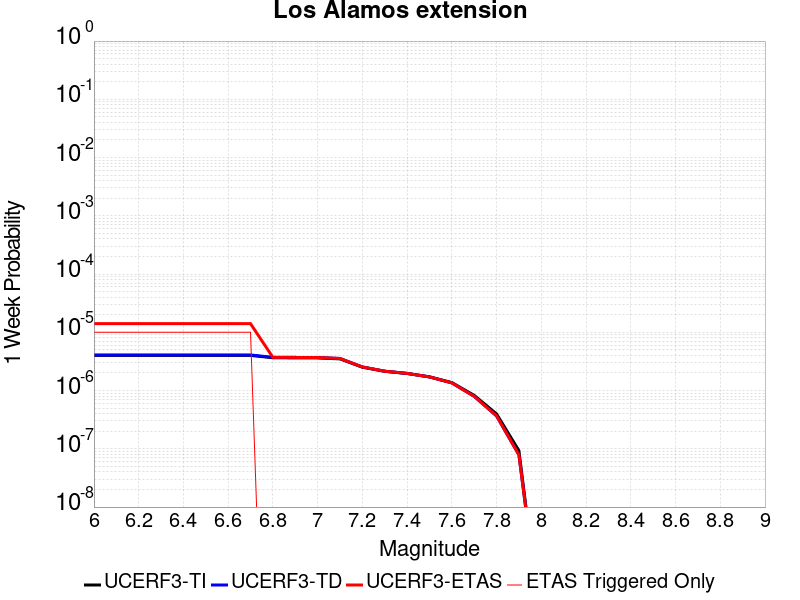 Los Alamos extension
1 Week Probability
10^0
10^-1
10^-2
10^-3
10^-4
10^-5
10^-6
10^-7
10^-8
6 6.2 6.4 6.6 6.8 7 7.2 7.4 7.6 7.8 8 8.2 8.4 8.6 8.8 9
Magnitude
UCERF3-TI UCERF3-TD UCERF3-ETAS ETAS Triggered Only